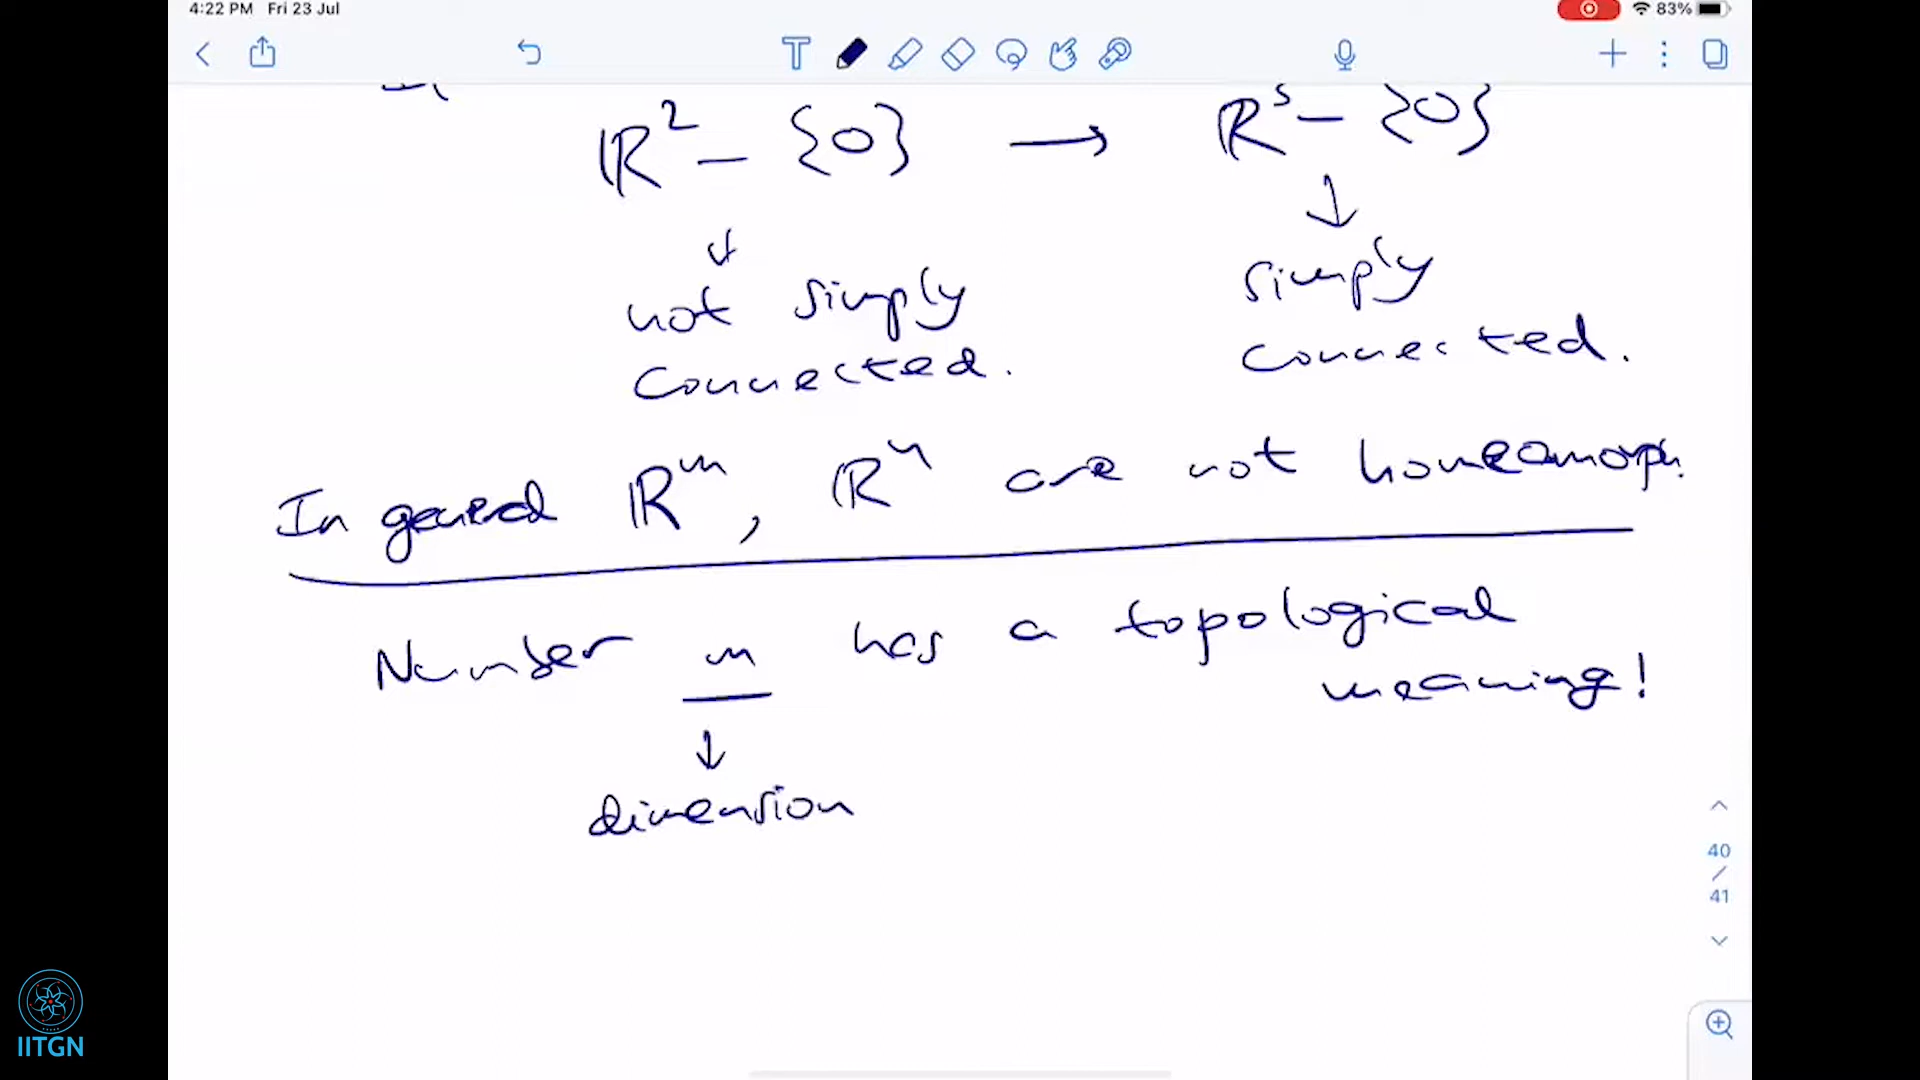 4:22 PM Fri 23 Jul
83%
ℝ² – {0} → ℝ³ – {0}
↓ ↓
not simply connected.
simply connected.
In general ℝᵐ, ℝⁿ are not homeomorph.
Number m has a topological
meaning!
↓
dimension
40
/
41
IITGN